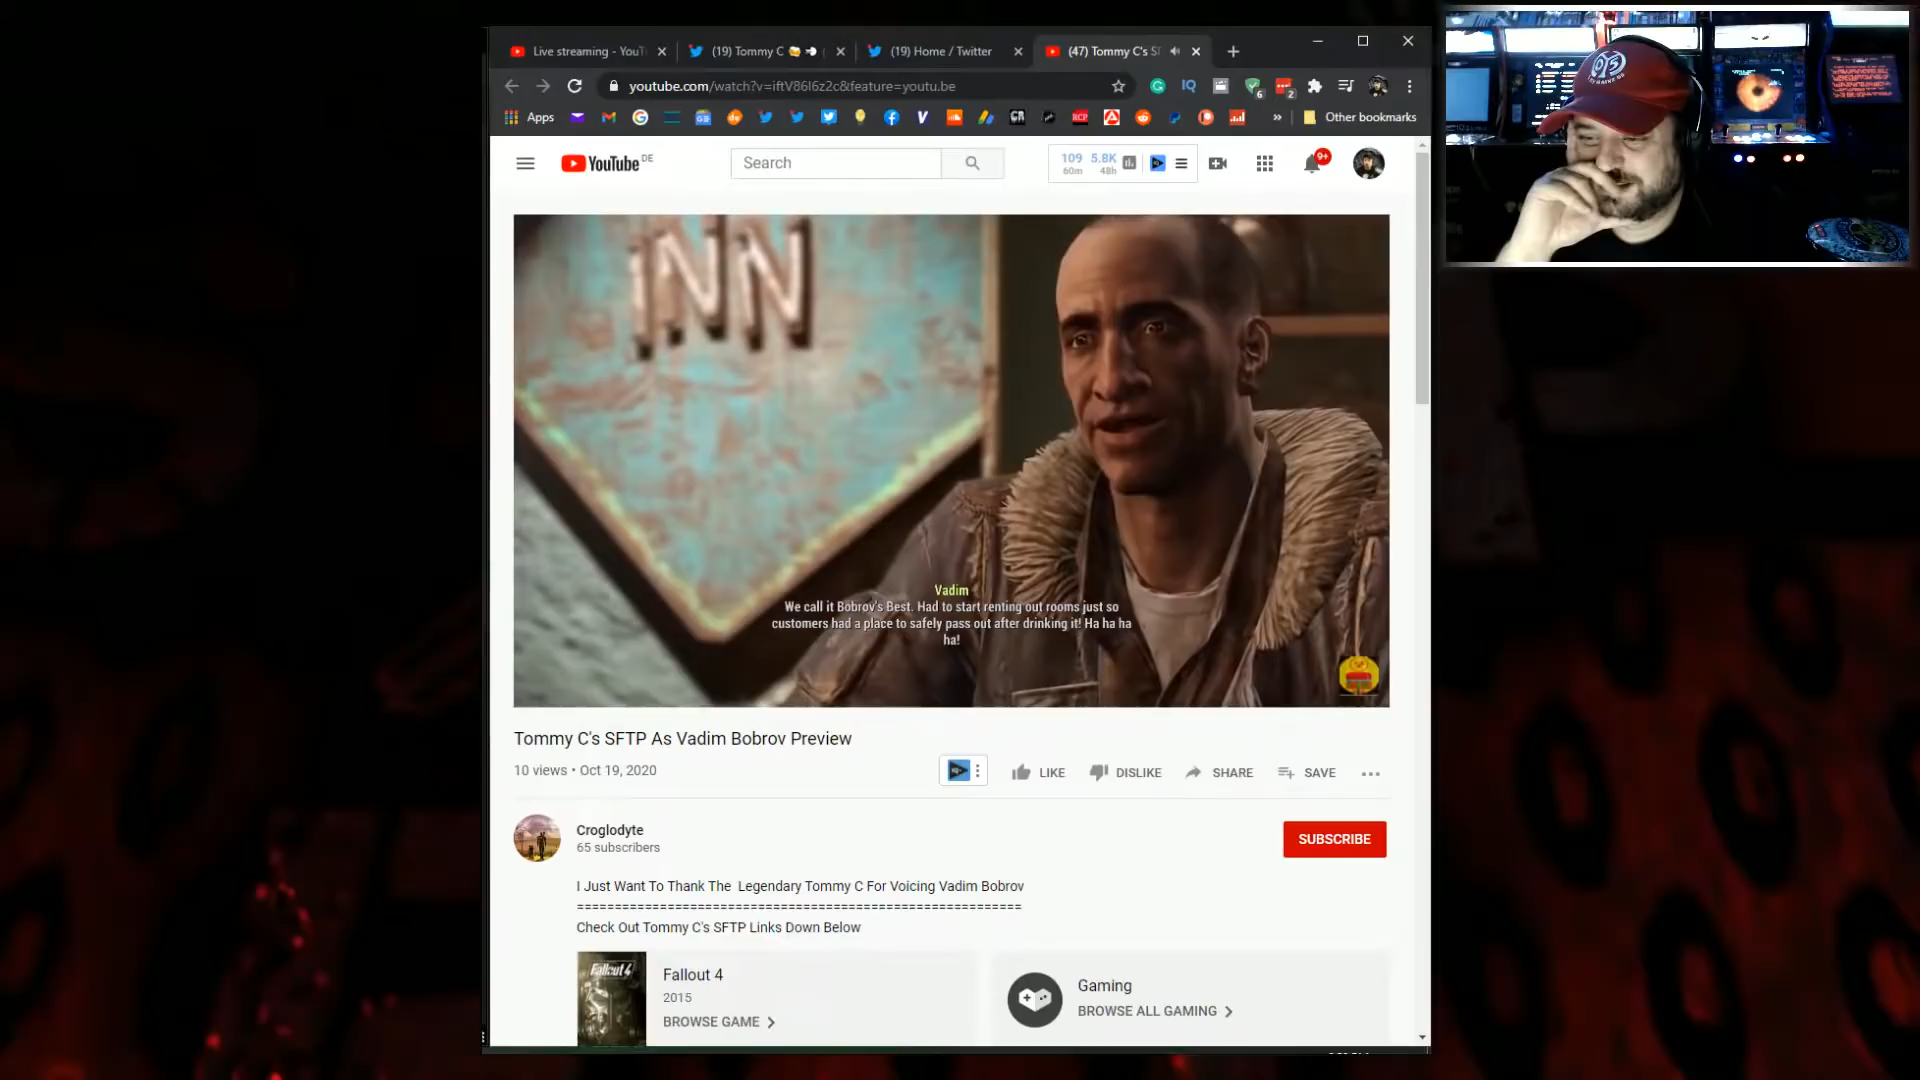 Live streaming - YouT
(19) Tommy C
(19) Home / Twitter
(47) Tommy C's S
youtube.com/watch?v=iftV86I6z2c&feature=youtu.be
6
2
Apps
CR
RCP
Other bookmarks
YouTube DE
Search
109 5.8K
60m 48h
9+
INN
Vadim
We call it Bobrov's Best. Had to start renting out rooms just so
customers had a place to safely pass out after drinking it! Ha ha ha
ha!
Tommy C's SFTP As Vadim Bobrov Preview
10 views • Oct 19, 2020
LIKE
DISLIKE
SHARE
SAVE
Croglodyte
65 subscribers
SUBSCRIBE
I Just Want To Thank The Legendary Tommy C For Voicing Vadim Bobrov
============================================================
Check Out Tommy C's SFTP Links Down Below
Fallout 4
Fallout 4
2015
BROWSE GAME
Gaming
BROWSE ALL GAMING